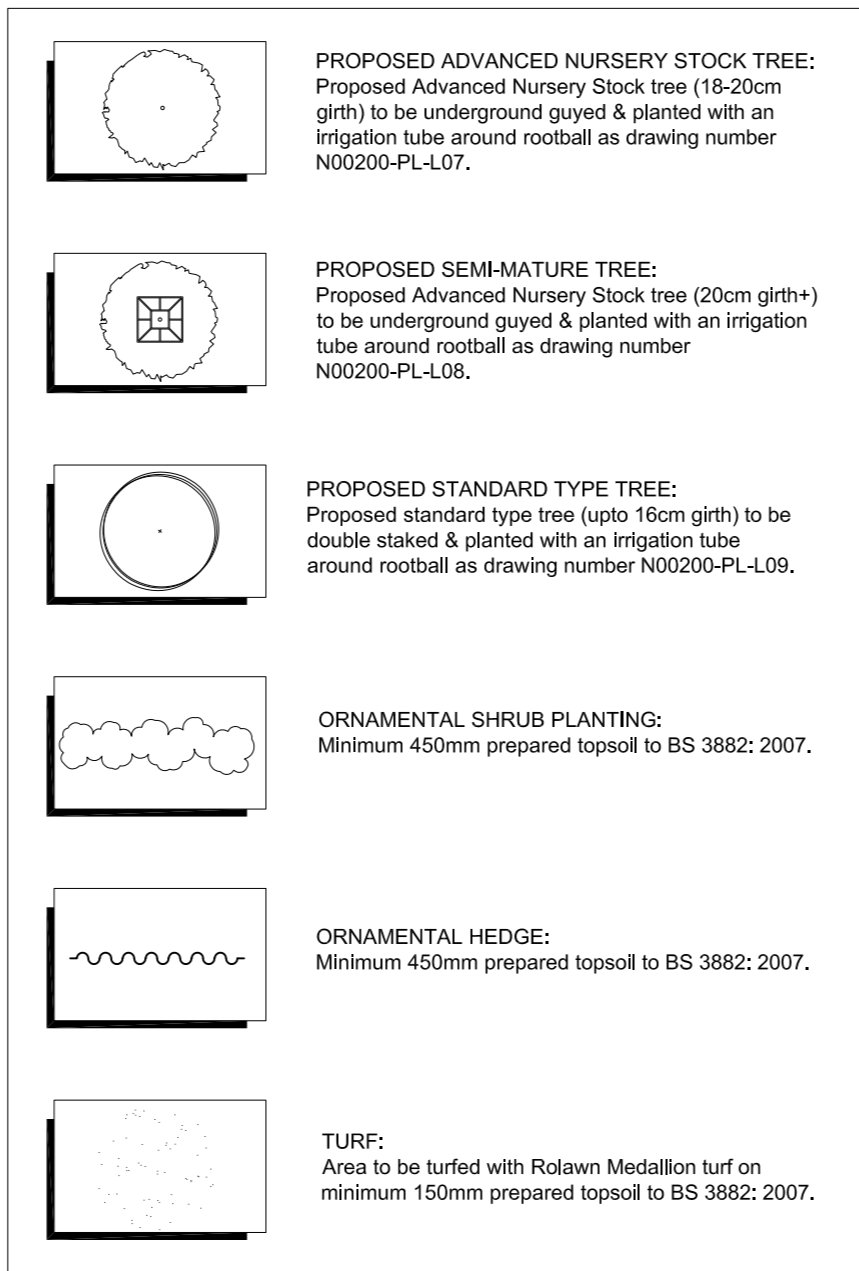 PROPOSED ADVANCED NURSERY STOCK TREE:
Proposed Advanced Nursery Stock tree (18-20cm
girth) to be underground guyed & planted with an
irrigation tube around rootball as drawing number
N00200-PL-L07.
PROPOSED SEMI-MATURE TREE:
Proposed Advanced Nursery Stock tree (20cm girth+)
to be underground guyed & planted with an irrigation
tube around rootball as drawing number
N00200-PL-L08.
PROPOSED STANDARD TYPE TREE:
Proposed standard type tree (upto 16cm girth) to be
double staked & planted with an irrigation tube
around rootball as drawing number N00200-PL-L09.
ORNAMENTAL SHRUB PLANTING:
Minimum 450mm prepared topsoil to BS 3882: 2007.
ORNAMENTAL HEDGE:
Minimum 450mm prepared topsoil to BS 3882: 2007.
TURF:
Area to be turfed with Rolawn Medallion turf on
minimum 150mm prepared topsoil to BS 3882: 2007.